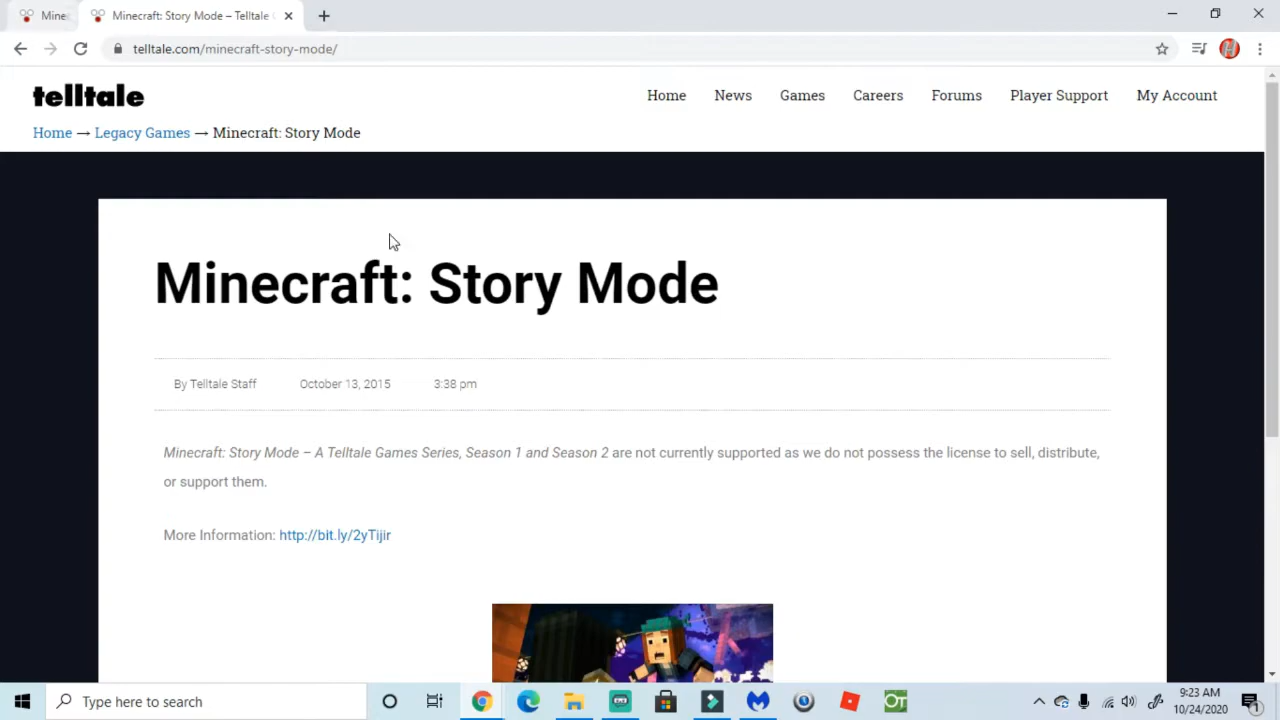 Mine
Minecraft: Story Mode – Telltale
telltale.com/minecraft-story-mode/
telltale
Home News Games Careers Forums Player Support My Account
Home → Legacy Games → Minecraft: Story Mode
Minecraft: Story Mode
By Telltale Staff October 13, 2015 3:38 pm
Minecraft: Story Mode – A Telltale Games Series, Season 1 and Season 2 are not currently supported as we do not possess the license to sell, distribute,
or support them.
More Information: http://bit.ly/2yTijir
Type here to search
OT
9:23 AM
10/24/2020
1